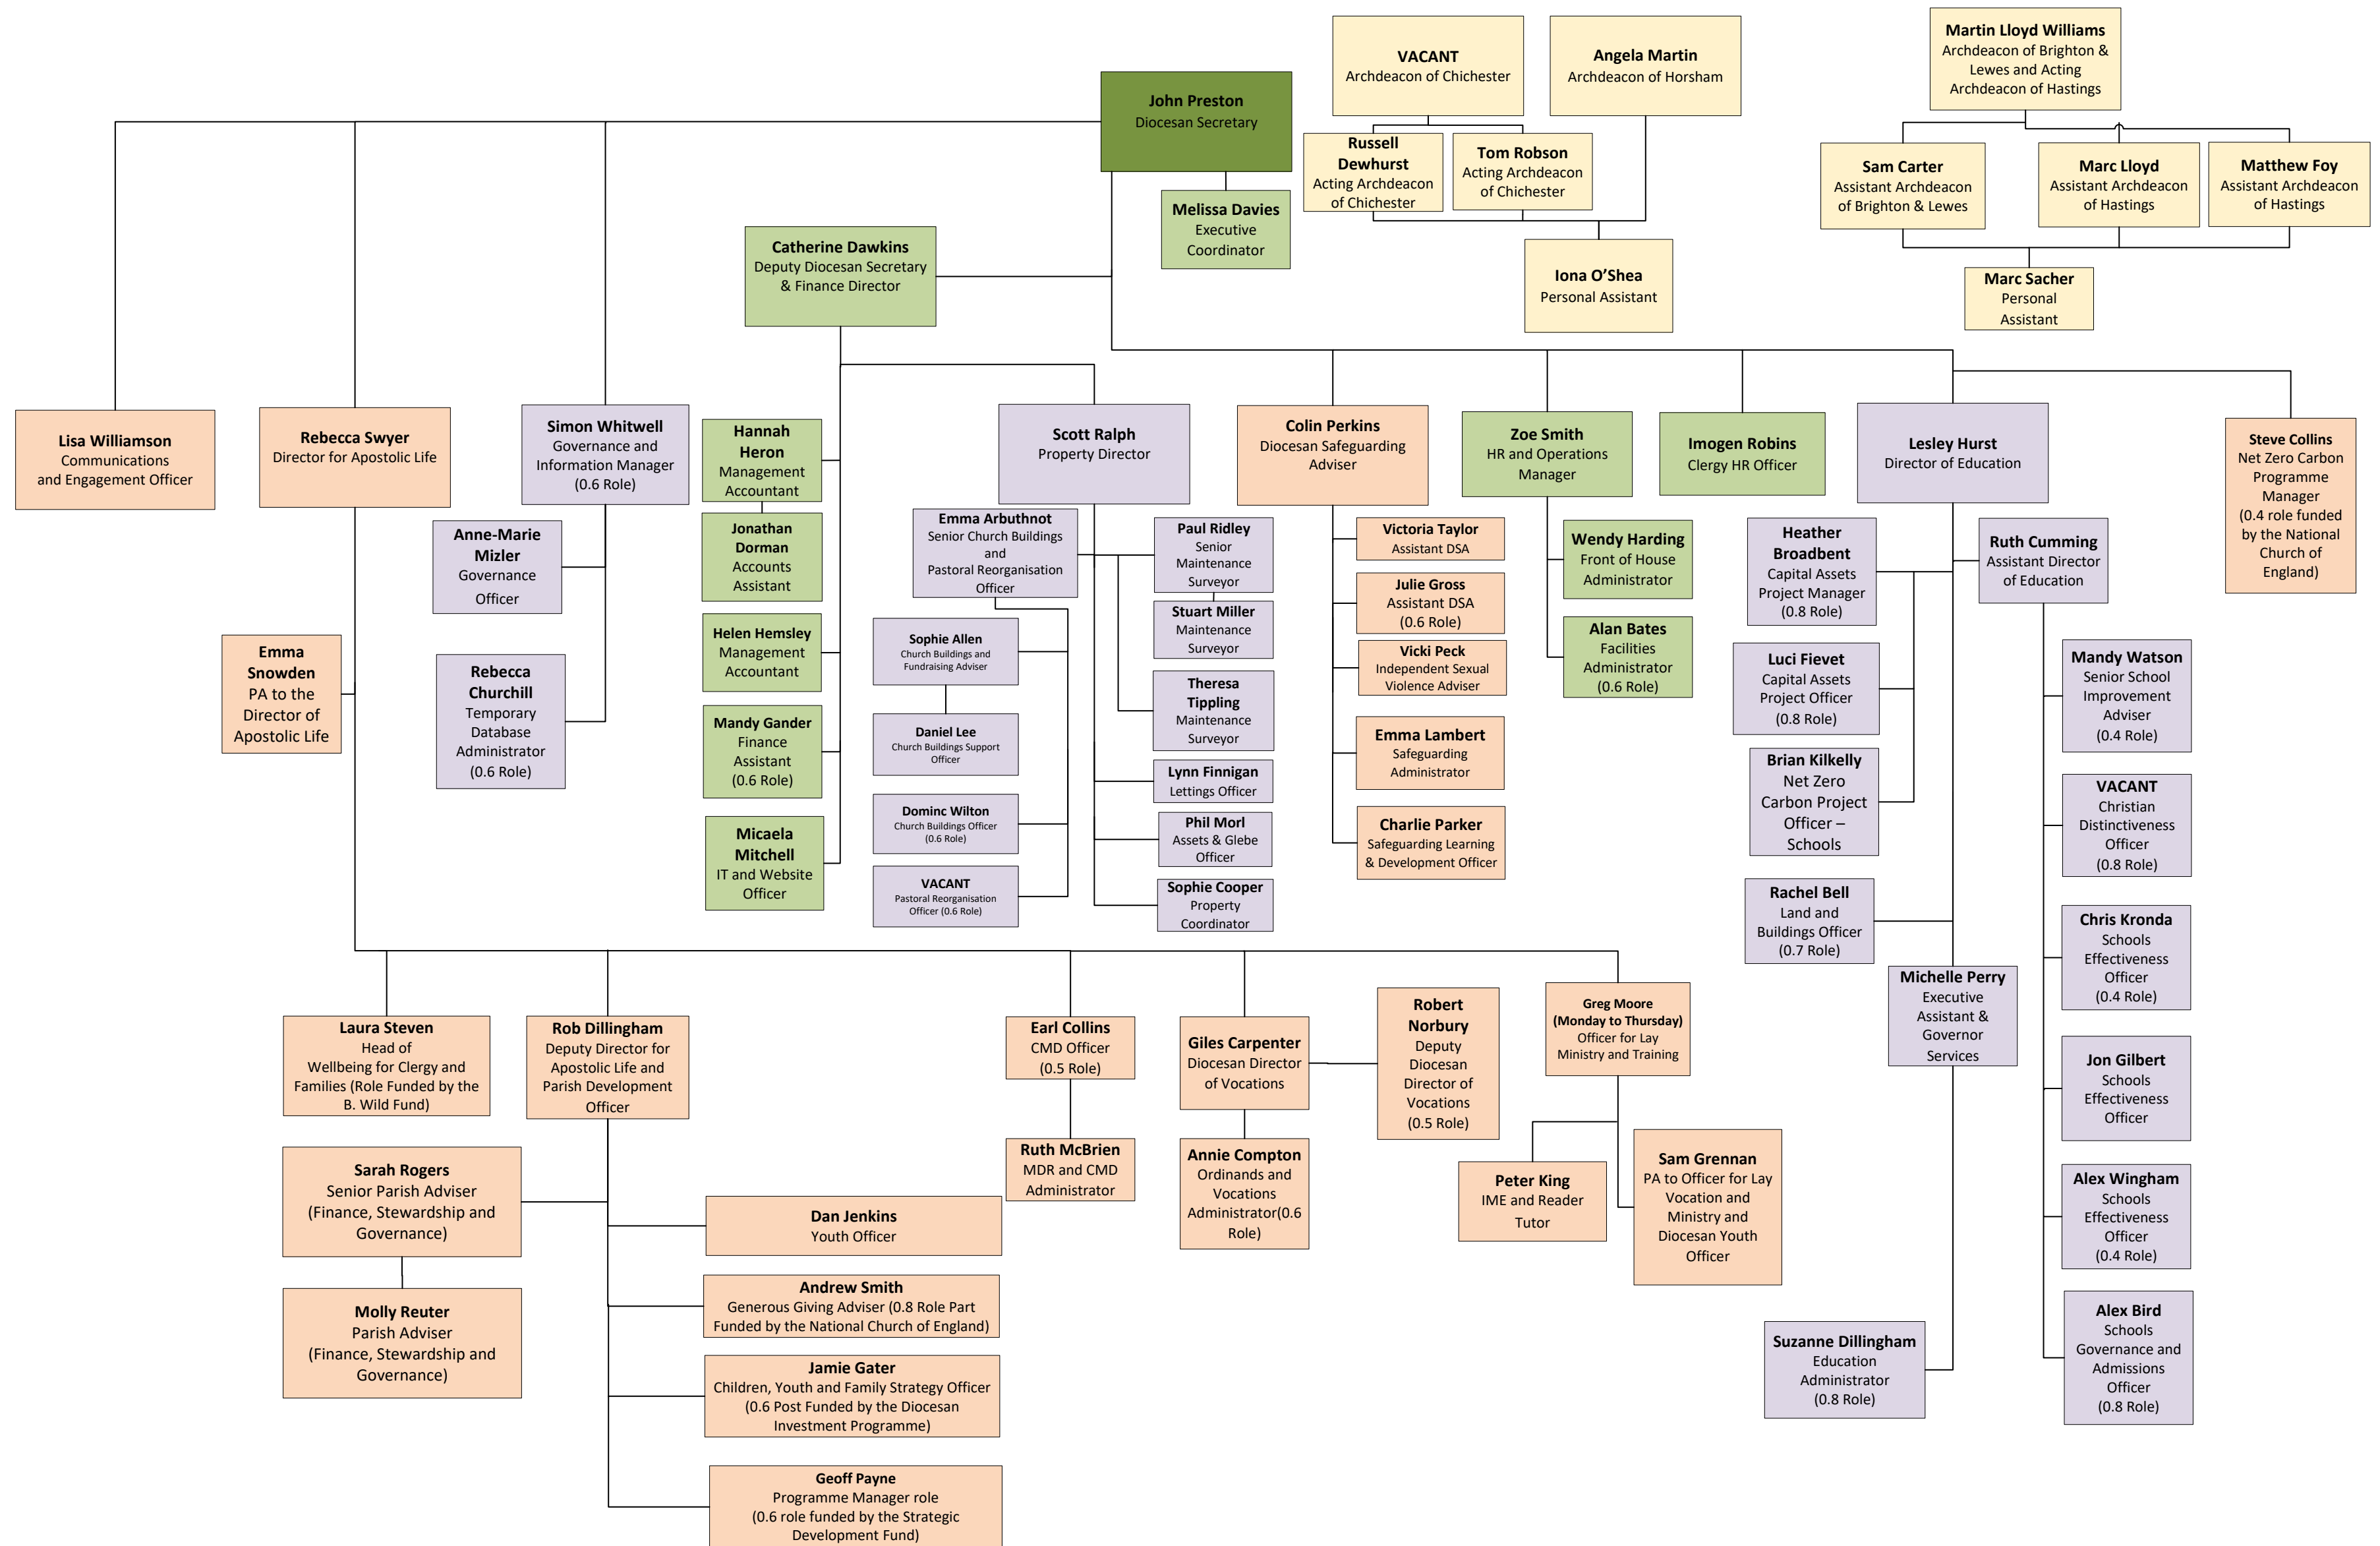 VACANT
Archdeacon of Chichester
Angela Martin
Archdeacon of Horsham
Martin Lloyd Williams
Archdeacon of Brighton &
Lewes and Acting
Archdeacon of Hastings
John Preston
Diocesan Secretary
Russell
Dewhurst
Acting Archdeacon
of Chichester
Tom Robson
Acting Archdeacon
of Chichester
Sam Carter
Assistant Archdeacon
of Brighton & Lewes
Marc Lloyd
Assistant Archdeacon
of Hastings
Matthew Foy
Assistant Archdeacon
of Hastings
Melissa Davies
Executive
Coordinator
Catherine Dawkins
Deputy Diocesan Secretary
& Finance Director
Iona O’Shea
Personal Assistant
Marc Sacher
Personal
Assistant
Lisa Williamson
Communications
and Engagement Officer
Rebecca Swyer
Director for Apostolic Life
Simon Whitwell
Governance and
Information Manager
(0.6 Role)
Hannah
Heron
Management
Accountant
Scott Ralph
Property Director
Colin Perkins
Diocesan Safeguarding
Adviser
Zoe Smith
HR and Operations
Manager
Imogen Robins
Clergy HR Officer
Lesley Hurst
Director of Education
Steve Collins
Net Zero Carbon
Programme
Manager
(0.4 role funded
by the National
Church of
England)
Anne-Marie
Mizler
Governance
Officer
Jonathan
Dorman
Accounts
Assistant
Emma Arbuthnot
Senior Church Buildings
and
Pastoral Reorganisation
Officer
Paul Ridley
Senior
Maintenance
Surveyor
Victoria Taylor
Assistant DSA
Wendy Harding
Front of House
Administrator
Heather
Broadbent
Capital Assets
Project Manager
(0.8 Role)
Ruth Cumming
Assistant Director
of Education
Emma
Snowden
PA to the
Director of
Apostolic Life
Rebecca
Churchill
Temporary
Database
Administrator
(0.6 Role)
Helen Hemsley
Management
Accountant
Sophie Allen
Church Buildings and
Fundraising Adviser
Stuart Miller
Maintenance
Surveyor
Julie Gross
Assistant DSA
(0.6 Role)
Alan Bates
Facilities
Administrator
(0.6 Role)
Luci Fievet
Capital Assets
Project Officer
(0.8 Role)
Mandy Watson
Senior School
Improvement
Adviser
(0.4 Role)
Vicki Peck
Independent Sexual
Violence Adviser
Theresa
Tippling
Maintenance
Surveyor
Mandy Gander
Finance
Assistant
(0.6 Role)
Daniel Lee
Church Buildings Support
Officer
Emma Lambert
Safeguarding
Administrator
Brian Kilkelly
Net Zero
Carbon Project
Officer –
Schools
VACANT
Christian
Distinctiveness
Officer
(0.8 Role)
Lynn Finnigan
Lettings Officer
Micaela
Mitchell
IT and Website
Officer
Dominc Wilton
Church Buildings Officer
(0.6 Role)
Phil Morl
Assets & Glebe
Officer
Charlie Parker
Safeguarding Learning
& Development Officer
VACANT
Pastoral Reorganisation
Officer (0.6 Role)
Sophie Cooper
Property
Coordinator
Rachel Bell
Land and
Buildings Officer
(0.7 Role)
Chris Kronda
Schools
Effectiveness
Officer
(0.4 Role)
Michelle Perry
Executive
Assistant &
Governor
Services
Laura Steven
Head of
Wellbeing for Clergy and
Families (Role Funded by the
B. Wild Fund)
Rob Dillingham
Deputy Director for
Apostolic Life and
Parish Development
Officer
Earl Collins
CMD Officer
(0.5 Role)
Giles Carpenter
Diocesan Director
of Vocations
Robert
Norbury
Deputy
Diocesan
Director of
Vocations
(0.5 Role)
Greg Moore
(Monday to Thursday)
Officer for Lay
Ministry and Training
Jon Gilbert
Schools
Effectiveness
Officer
Sarah Rogers
Senior Parish Adviser
(Finance, Stewardship and
Governance)
Ruth McBrien
MDR and CMD
Administrator
Annie Compton
Ordinands and
Vocations
Administrator(0.6
Role)
Peter King
IME and Reader
Tutor
Sam Grennan
PA to Officer for Lay
Vocation and
Ministry and
Diocesan Youth
Officer
Alex Wingham
Schools
Effectiveness
Officer
(0.4 Role)
Dan Jenkins
Youth Officer
Molly Reuter
Parish Adviser
(Finance, Stewardship and
Governance)
Andrew Smith
Generous Giving Adviser (0.8 Role Part
Funded by the National Church of England)
Suzanne Dillingham
Education
Administrator
(0.8 Role)
Alex Bird
Schools
Governance and
Admissions
Officer
(0.8 Role)
Jamie Gater
Children, Youth and Family Strategy Officer
(0.6 Post Funded by the Diocesan
Investment Programme)
Geoff Payne
Programme Manager role
(0.6 role funded by the Strategic
Development Fund)